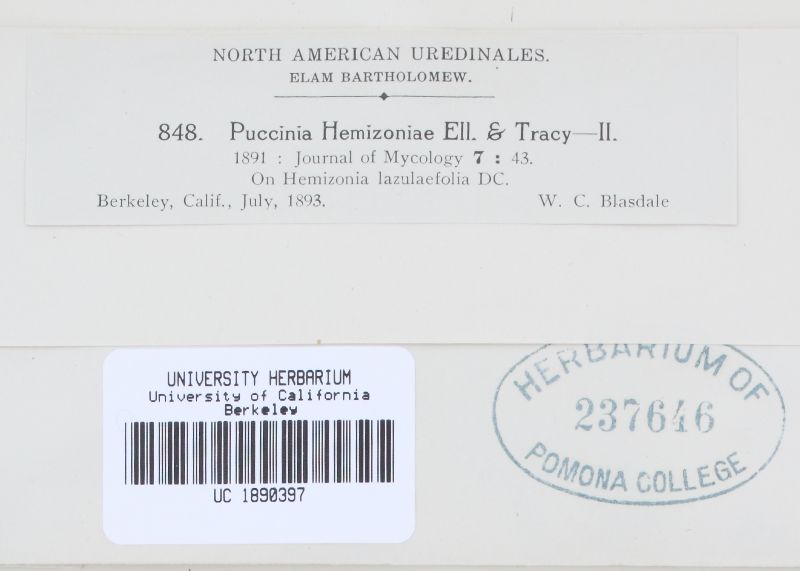 NORTH AMERICAN UREDINALES.
ELAM BARTHOLOMEW.
848. Puccinia Hemizoniae Ell. & Tracy—II.
1891 : Journal of Mycology 7 : 43.
On Hemizonia lazulaefolia DC.
Berkeley, Calif., July, 1893. W. C. Blasdale
UNIVERSITY HERBARIUM
University of California
Berkeley
UC 1890397
HERBARIUM OF
237646
POMONA COLLEGE